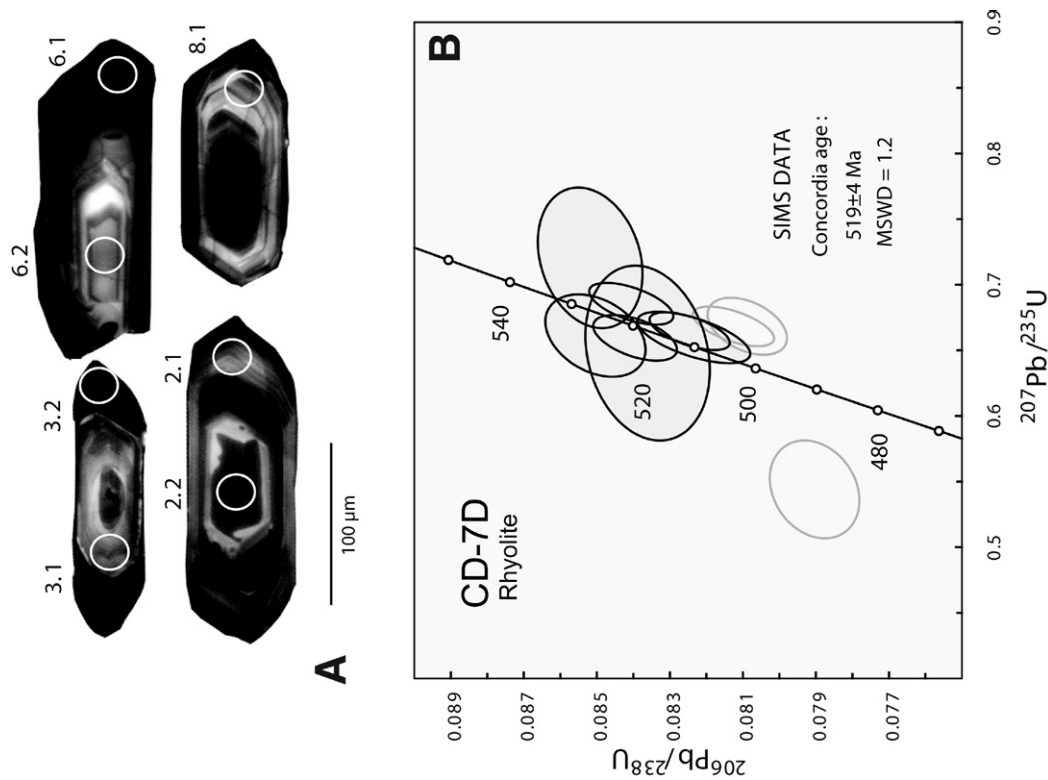 A
3.1
3.2
6.2
6.1
2.2
2.1
8.1
100 µm
B
CD-7D
Rhyolite
SIMS DATA
Concordia age :
519±4 Ma
MSWD = 1.2
540
520
500
480
0.089
0.087
0.085
0.083
0.081
0.079
0.077
206Pb/238U
0.5
0.6
0.7
0.8
0.9
207Pb/235U